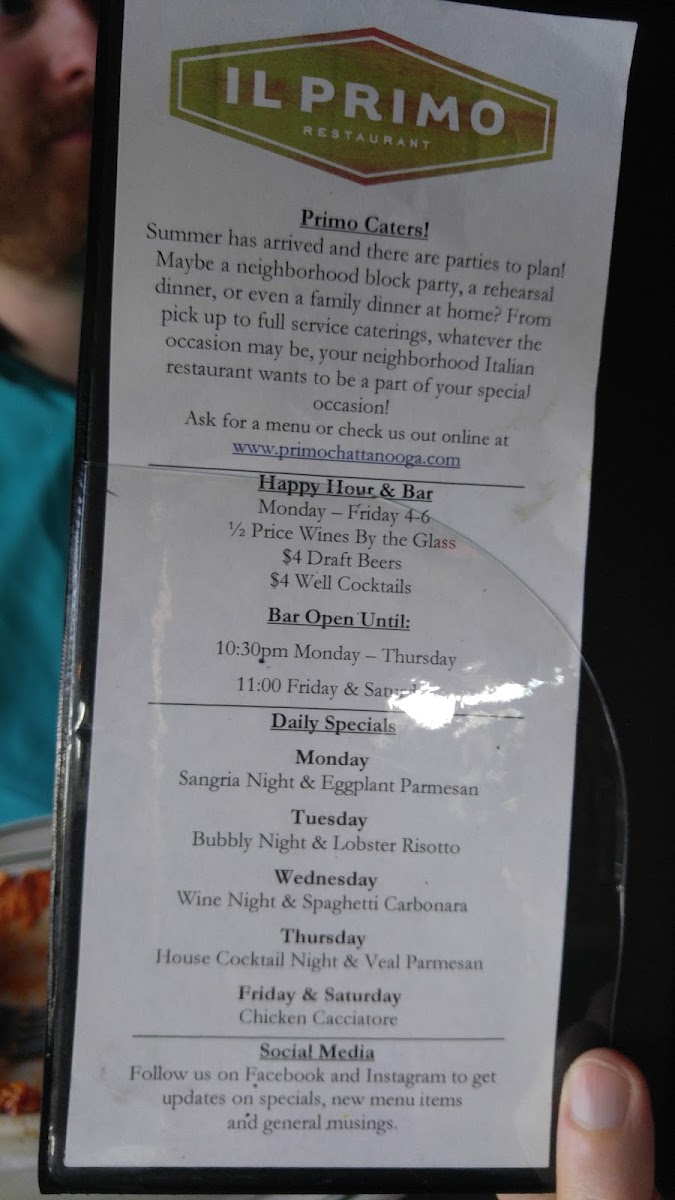 IL PRIMO
RESTAURANT
Primo Caters!
Summer has arrived and there are parties to plan!
Maybe a neighborhood block party, a rehearsal
dinner, or even a family dinner at home? From
pick up to full service caterings, whatever the
occasion may be, your neighborhood Italian
restaurant wants to be a part of your special
occasion!
Ask for a menu or check us out online at
www.primochattanooga.com
Happy Hour & Bar
Monday – Friday 4-6
½ Price Wines By the Glass
$4 Draft Beers
$4 Well Cocktails
Bar Open Until:
10:30pm Monday – Thursday
11:00 Friday &
Daily Specials
Monday
Sangria Night & Eggplant Parmesan
Tuesday
Bubbly Night & Lobster Risotto
Wednesday
Wine Night & Spaghetti Carbonara
Thursday
House Cocktail Night & Veal Parmesan
Friday & Saturday
Chicken Cacciatore
Social Media
Follow us on Facebook and Instagram to get
updates on specials, new menu items
and general musings.